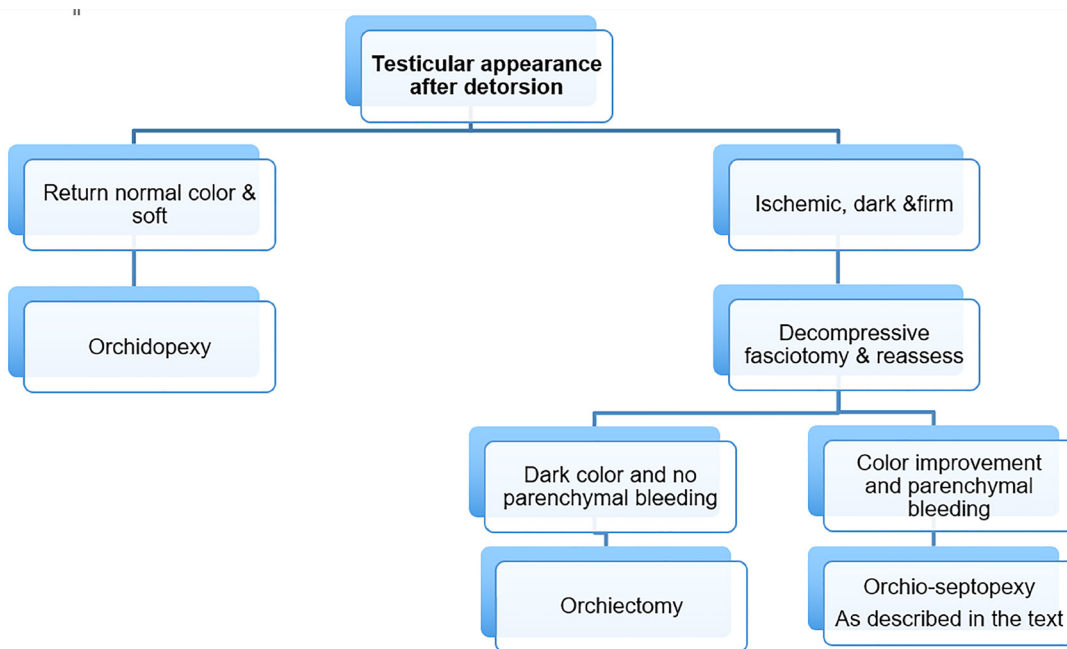 "
Testicular appearance
after detorsion
Return normal color &
soft
Ischemic, dark &firm
Orchidopexy
Decompressive
fasciotomy & reassess
Dark color and no
parenchymal bleeding
Color improvement
and parenchymal
bleeding
Orchiectomy
Orchio-septopexy
As described in the text